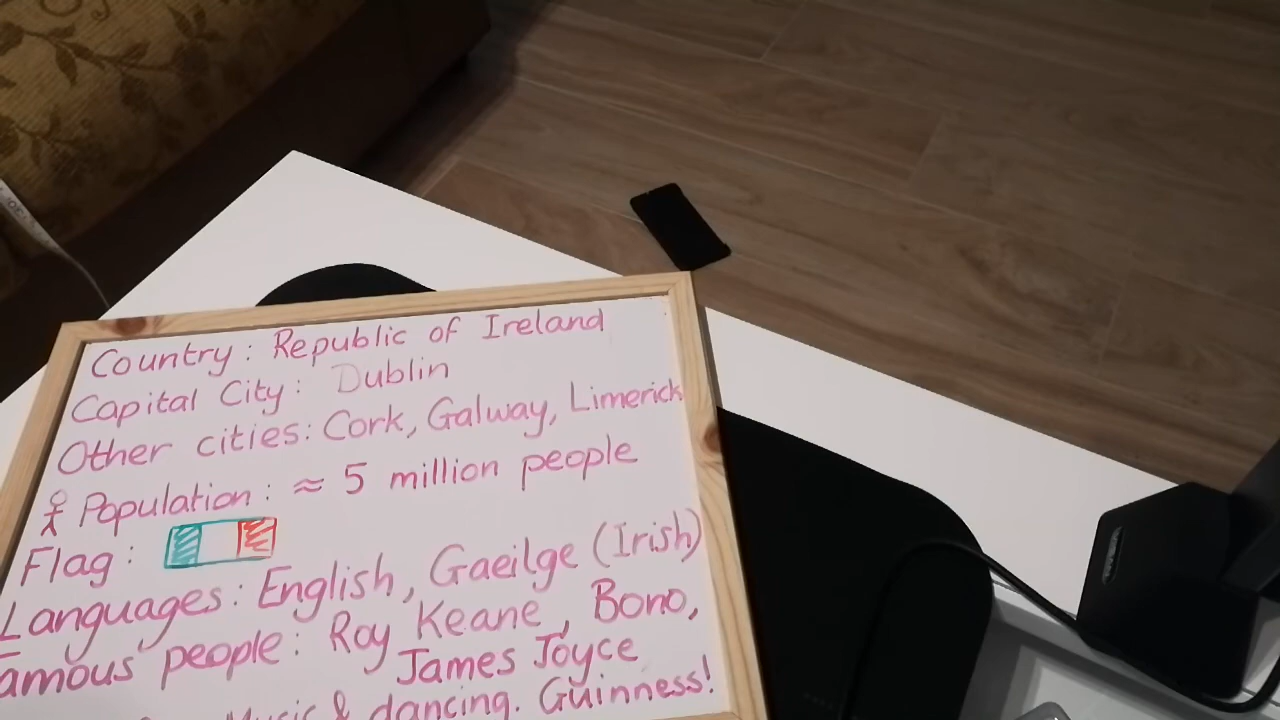 Country: Republic of Ireland
Capital City: Dublin
Other cities: Cork, Galway, Limerick
Population: ≈ 5 million people
Flag:
Languages: English, Gaeilge (Irish)
amous people: Roy Keane, Bono,
James Joyce
Music & dancing. Guinness!